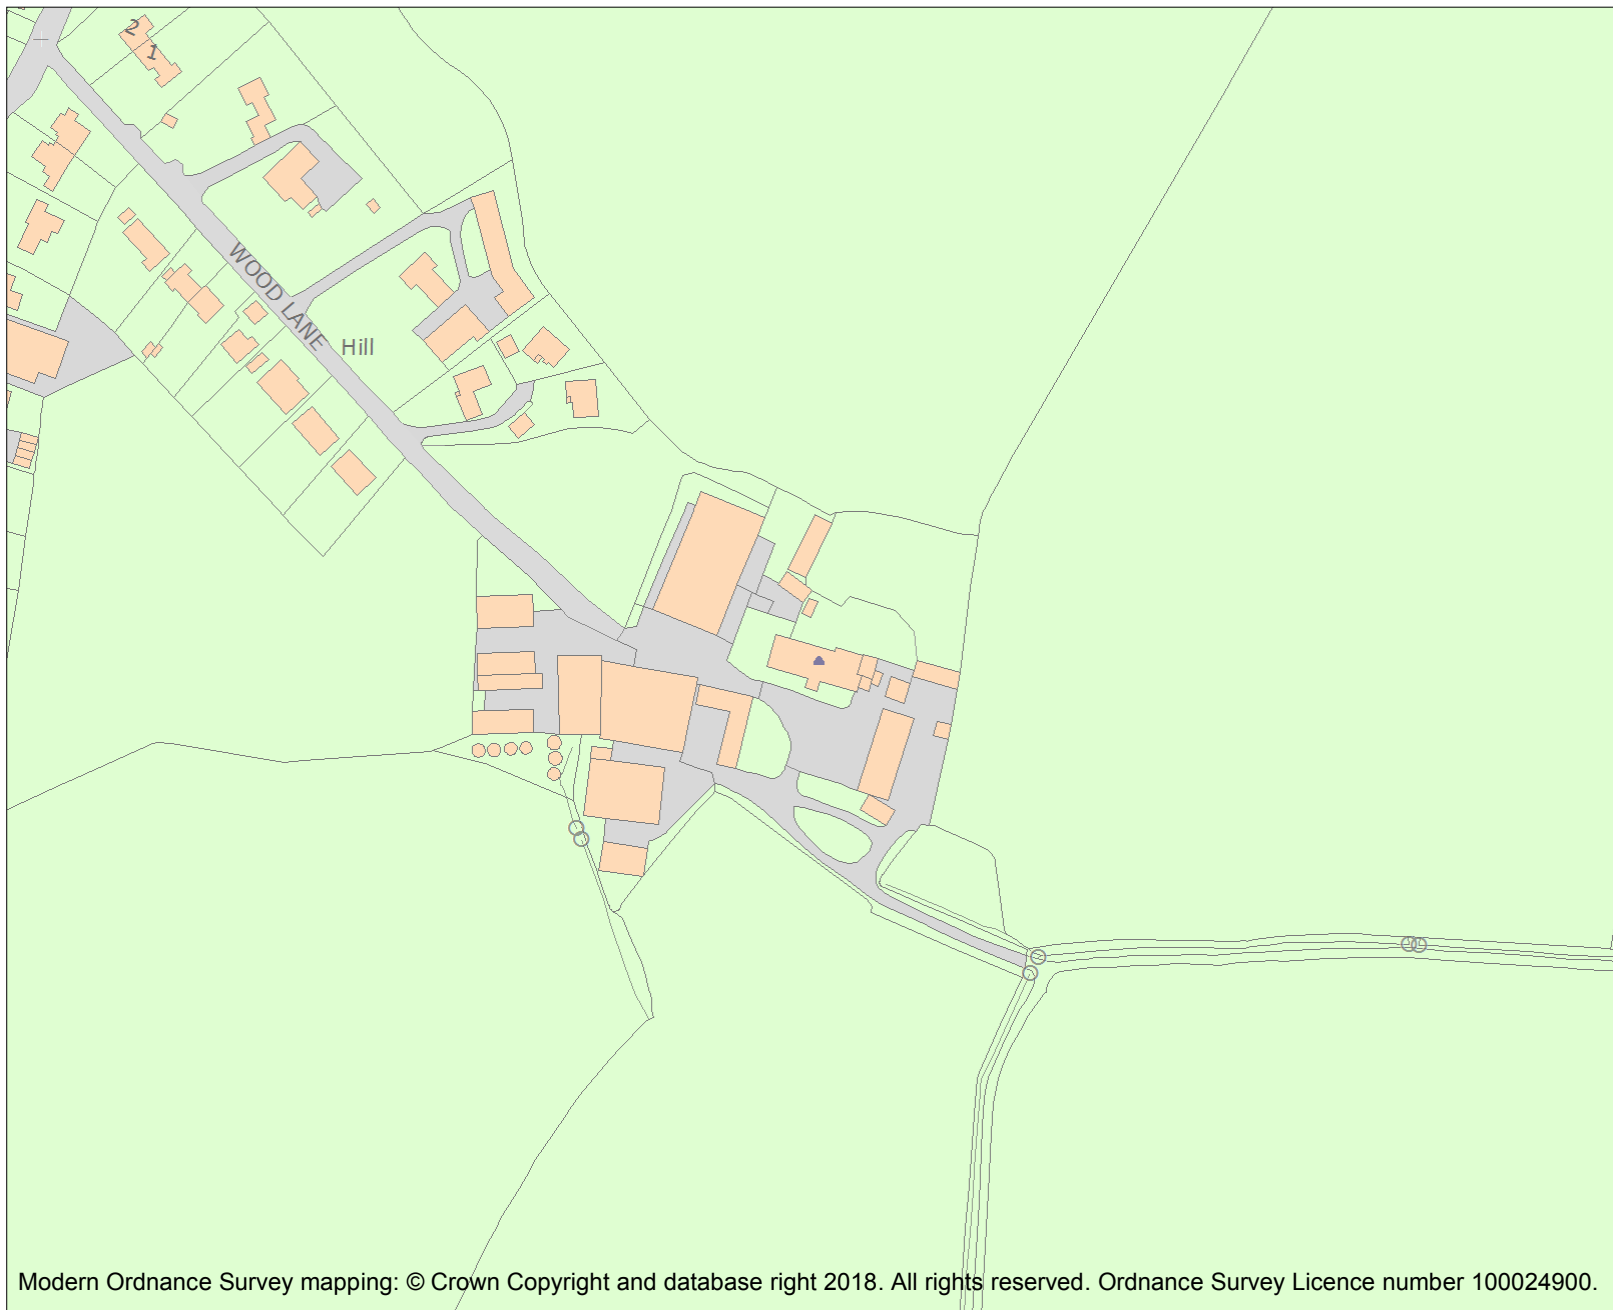 2
1
WOOD LANE
Hill
Modern Ordnance Survey mapping: © Crown Copyright and database right 2018. All rights reserved. Ordnance Survey Licence number 100024900.